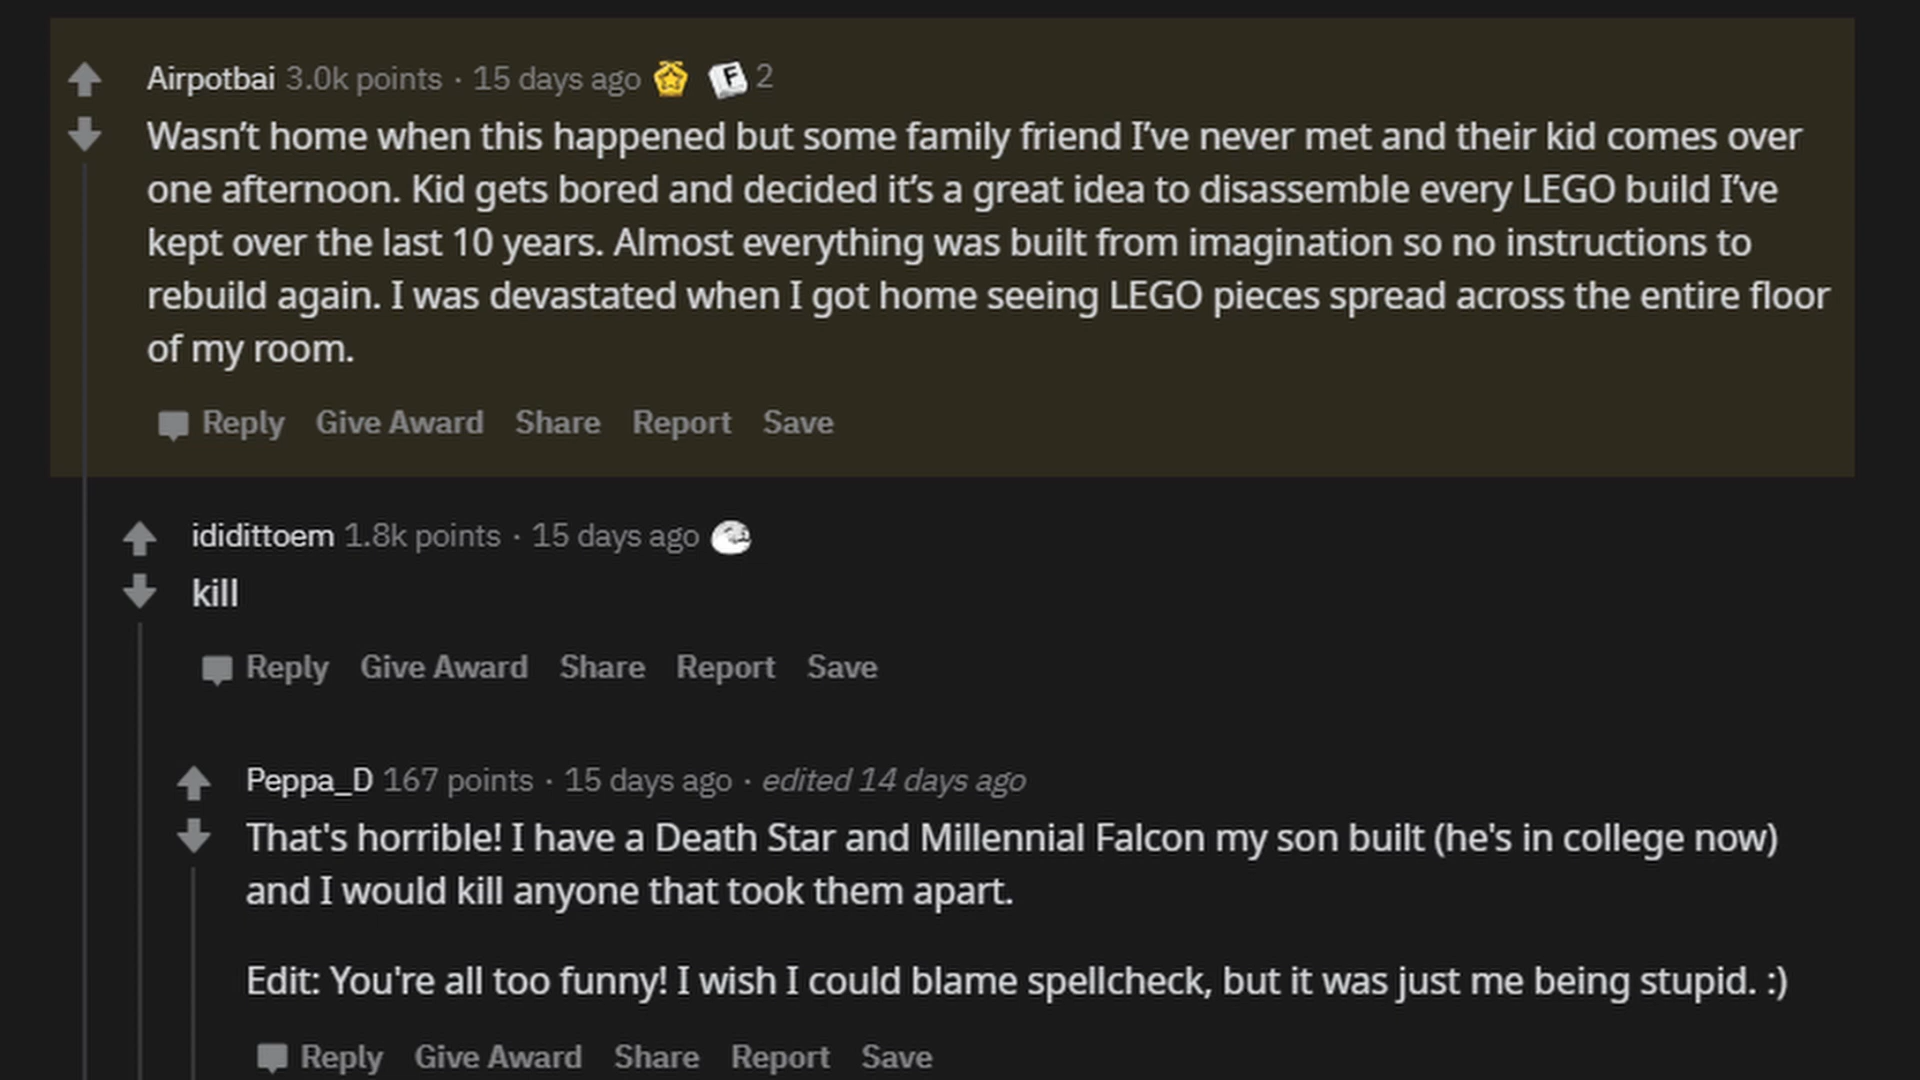 Airpotbai 3.0k points · 15 days ago F 2
Wasn’t home when this happened but some family friend I’ve never met and their kid comes over
one afternoon. Kid gets bored and decided it’s a great idea to disassemble every LEGO build I’ve
kept over the last 10 years. Almost everything was built from imagination so no instructions to
rebuild again. I was devastated when I got home seeing LEGO pieces spread across the entire floor
of my room.
Reply Give Award Share Report Save
ididittoem 1.8k points · 15 days ago
kill
Reply Give Award Share Report Save
Peppa_D 167 points · 15 days ago · edited 14 days ago
That's horrible! I have a Death Star and Millennial Falcon my son built (he's in college now)
and I would kill anyone that took them apart.
Edit: You're all too funny! I wish I could blame spellcheck, but it was just me being stupid. :)
Reply Give Award Share Report Save